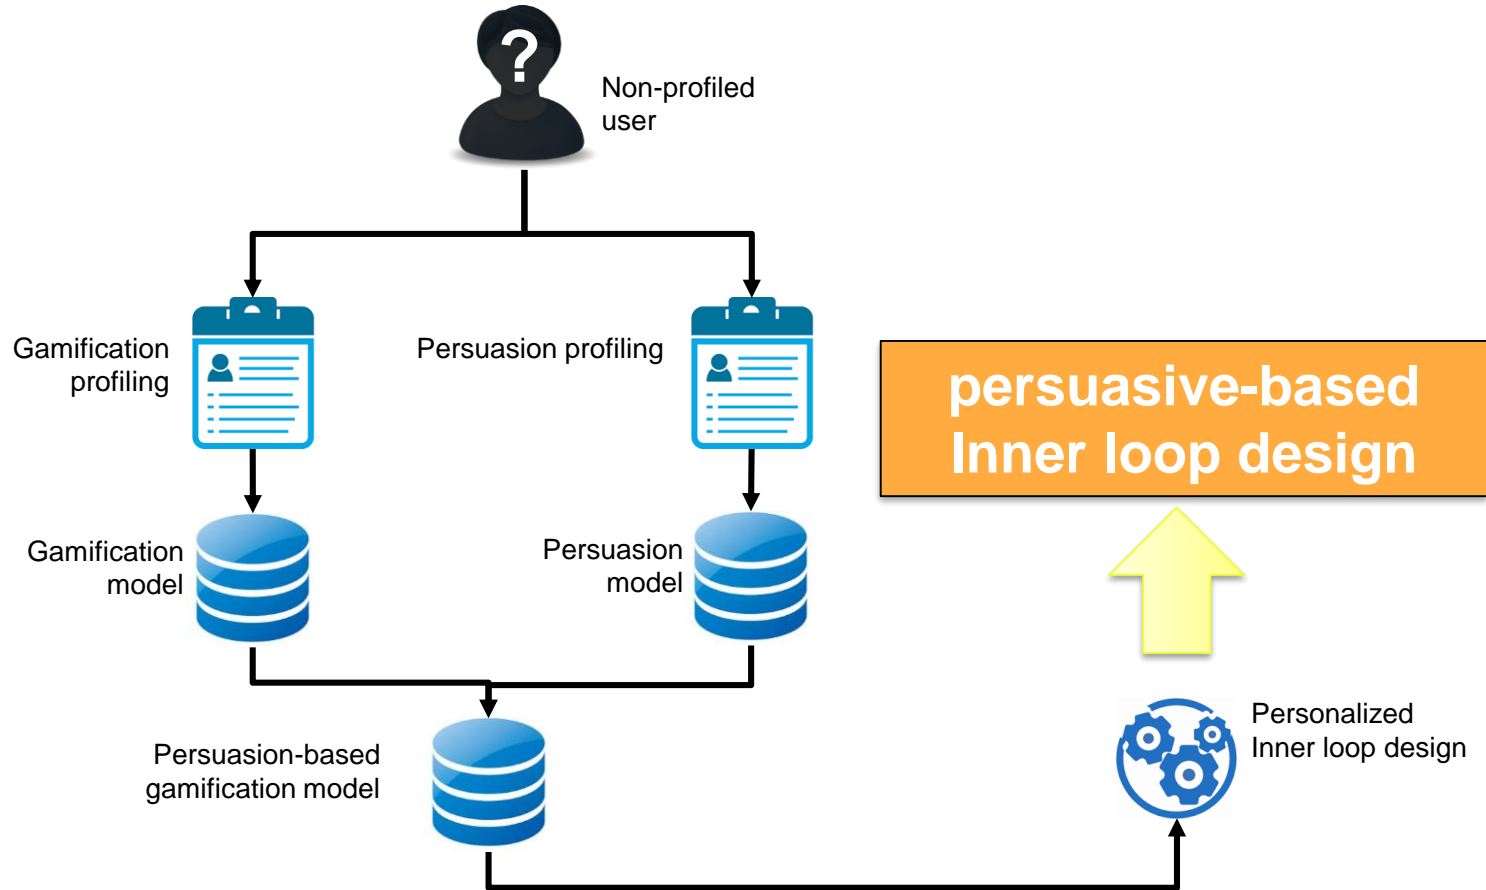 ?
Non-profiled
user
Gamification
profiling
Persuasion profiling
persuasive-based
Inner loop design
Gamification
model
Persuasion
model
Persuasion-based
gamification model
Personalized
Inner loop design